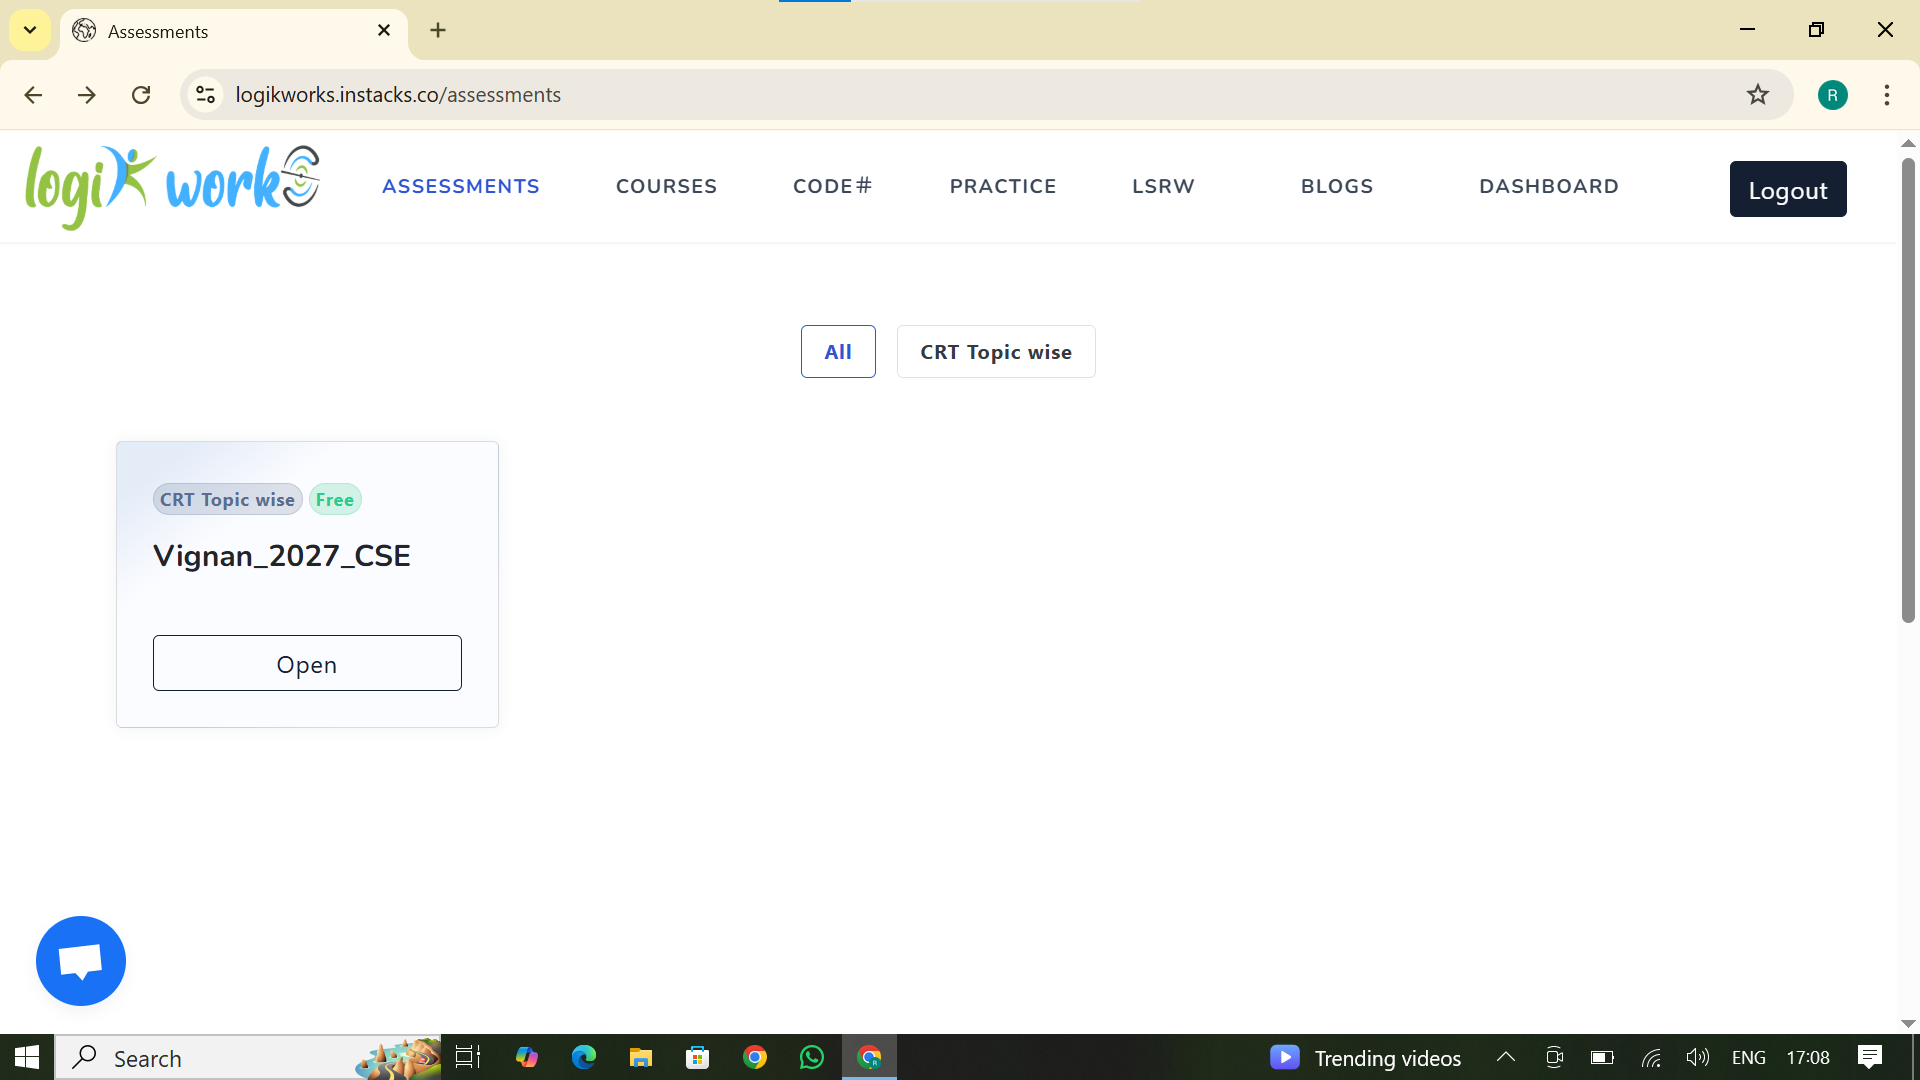 Assessments
logikworks.instacks.co/assessments
R
logik works
ASSESSMENTS
COURSES
CODE#
PRACTICE
LSRW
BLOGS
DASHBOARD
Logout
All
CRT Topic wise
CRT Topic wise
Free
Vignan_2027_CSE
Open
Search
Trending videos
ENG
17:08